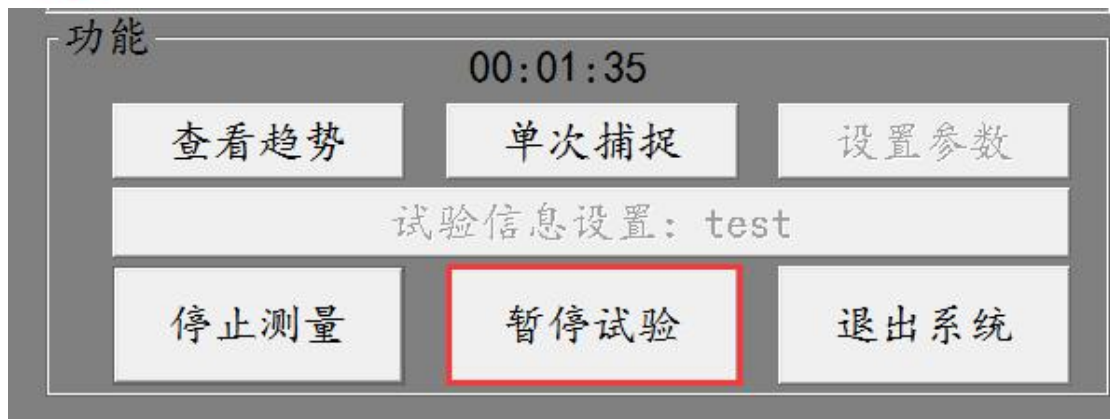 功能
00:01:35
查看趋势 单次捕捉 设置参数
试验信息设置: test
停止测量 暂停试验 退出系统